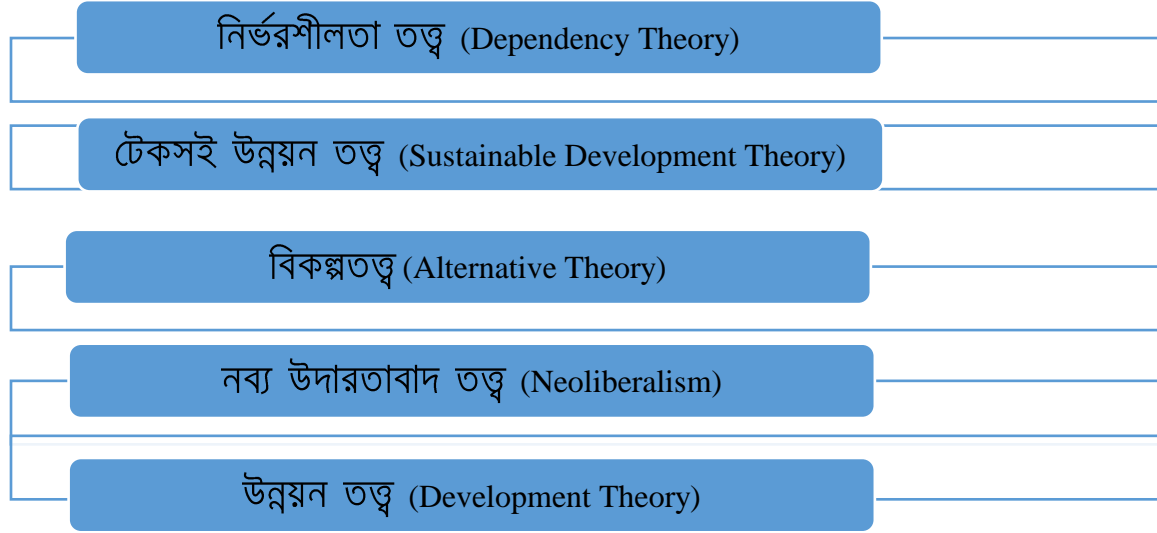 নির্ভরশীলতা তত্ত্ব (Dependency Theory)
টেকসই উন্নয়ন তত্ত্ব (Sustainable Development Theory)
বিকল্পতত্ত্ব (Alternative Theory)
নব্য উদারতাবাদ তত্ত্ব (Neoliberalism)
উন্নয়ন তত্ত্ব (Development Theory)